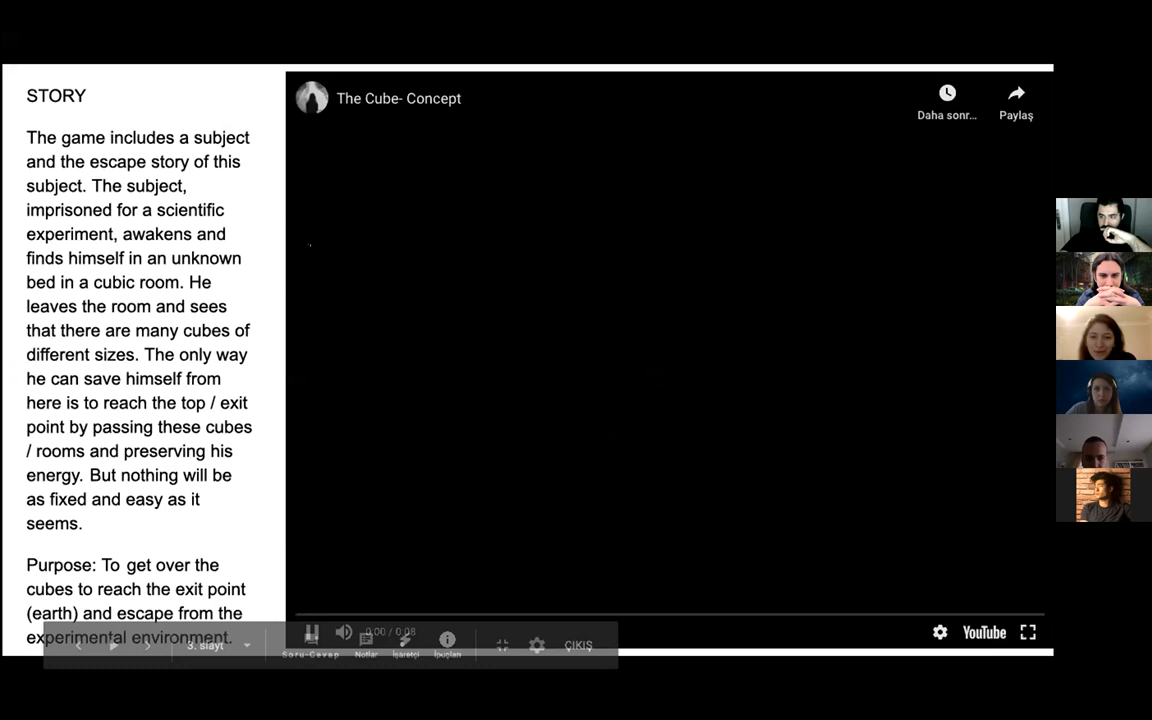 STORY
The game includes a subject
and the escape story of this
subject. The subject,
imprisoned for a scientific
experiment, awakens and
finds himself in an unknown
bed in a cubic room. He
leaves the room and sees
that there are many cubes of
different sizes. The only way
he can save himself from
here is to reach the top / exit
point by passing these cubes
/ rooms and preserving his
energy. But nothing will be
as fixed and easy as it
seems.
Purpose: To get over the
cubes to reach the exit point
(earth) and escape from the
experimental environment.
The Cube- Concept
Daha sonr...
Paylaş
0:00 / 0:08
YouTube
3. slayt
Soru-Cevap
Notlar
İşaretçi
İpuçları
ÇIKIŞ